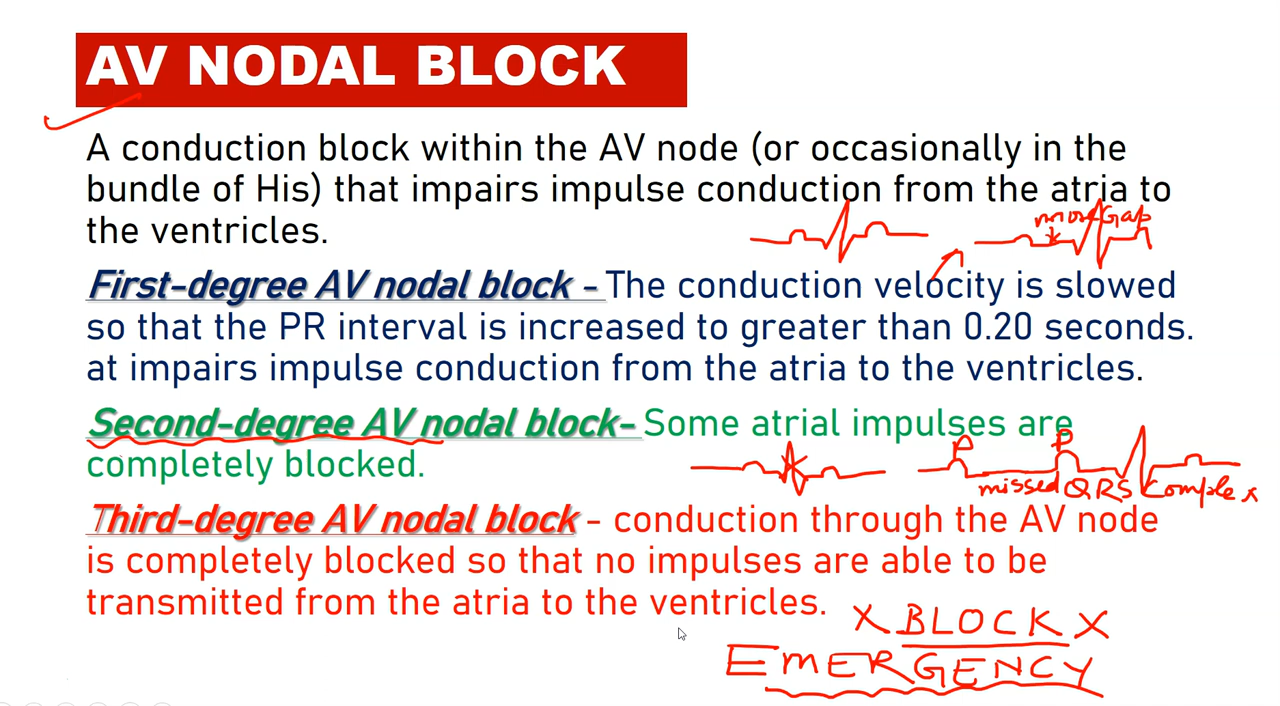 AV NODAL BLOCK
A conduction block within the AV node (or occasionally in the
bundle of His) that impairs impulse conduction from the atria to
the ventricles.
more Gap
First-degree AV nodal block - The conduction velocity is slowed
so that the PR interval is increased to greater than 0.20 seconds.
at impairs impulse conduction from the atria to the ventricles.
Second-degree AV nodal block- Some atrial impulses are
completely blocked.
P P
missed QRS Complex
Third-degree AV nodal block - conduction through the AV node
is completely blocked so that no impulses are able to be
transmitted from the atria to the ventricles.
X BLOCK X
EMERGENCY